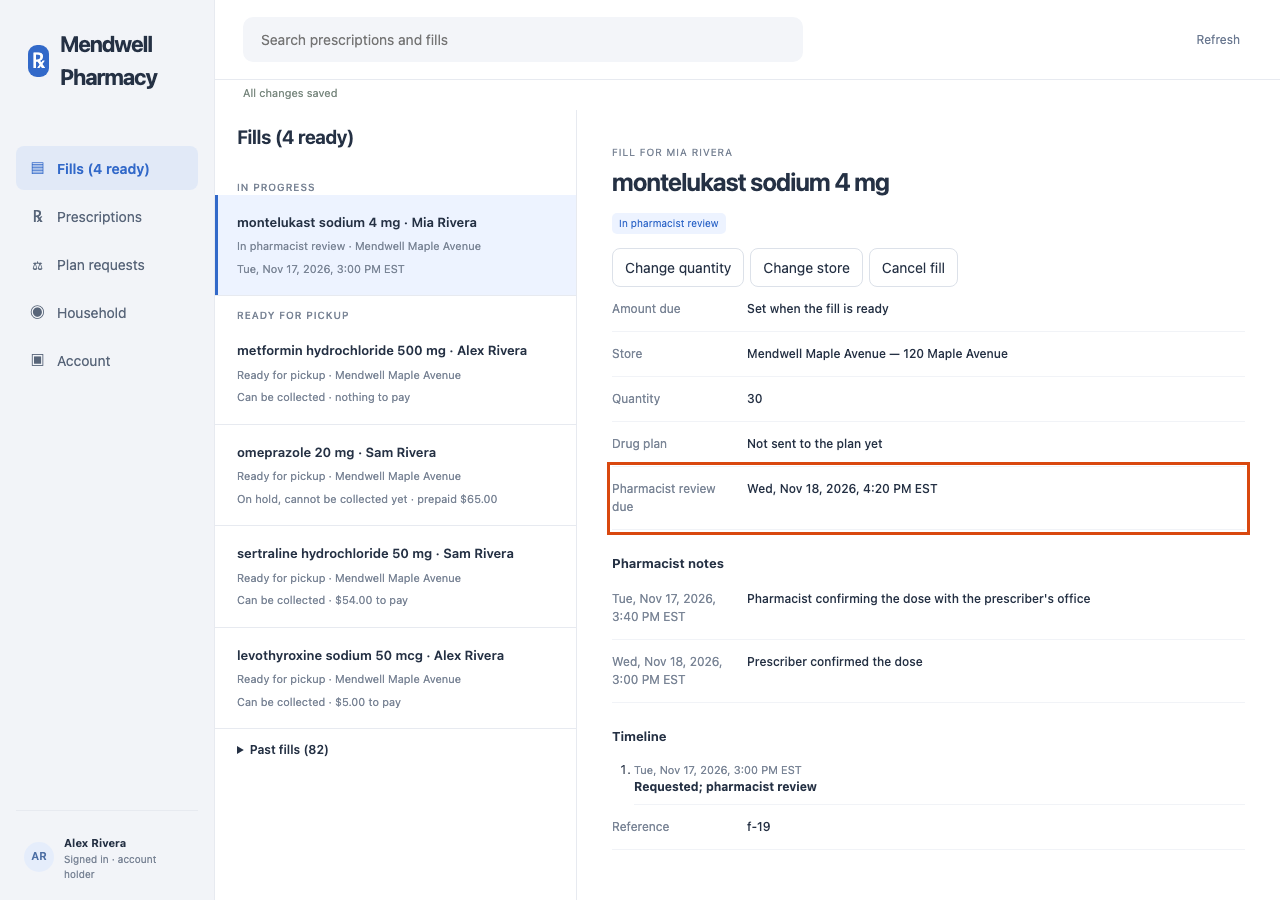 Mendwell
Pharmacy
Search prescriptions and fills
Refresh
All changes saved
Fills (4 ready)
Prescriptions
Plan requests
Household
Account
AR
Alex Rivera
Signed in · account
holder
Fills (4 ready)
IN PROGRESS
montelukast sodium 4 mg · Mia Rivera
In pharmacist review · Mendwell Maple Avenue
Tue, Nov 17, 2026, 3:00 PM EST
READY FOR PICKUP
metformin hydrochloride 500 mg · Alex Rivera
Ready for pickup · Mendwell Maple Avenue
Can be collected · nothing to pay
omeprazole 20 mg · Sam Rivera
Ready for pickup · Mendwell Maple Avenue
On hold, cannot be collected yet · prepaid $65.00
sertraline hydrochloride 50 mg · Sam Rivera
Ready for pickup · Mendwell Maple Avenue
Can be collected · $54.00 to pay
levothyroxine sodium 50 mcg · Alex Rivera
Ready for pickup · Mendwell Maple Avenue
Can be collected · $5.00 to pay
Past fills (82)
FILL FOR MIA RIVERA
montelukast sodium 4 mg
In pharmacist review
Change quantity
Change store
Cancel fill
Amount due Set when the fill is ready
Store Mendwell Maple Avenue — 120 Maple Avenue
Quantity 30
Drug plan Not sent to the plan yet
Pharmacist review due Wed, Nov 18, 2026, 4:20 PM EST
Pharmacist notes
Tue, Nov 17, 2026, 3:40 PM EST Pharmacist confirming the dose with the prescriber's office
Wed, Nov 18, 2026, 3:00 PM EST Prescriber confirmed the dose
Timeline
1. Tue, Nov 17, 2026, 3:00 PM EST
Requested; pharmacist review
Reference f-19